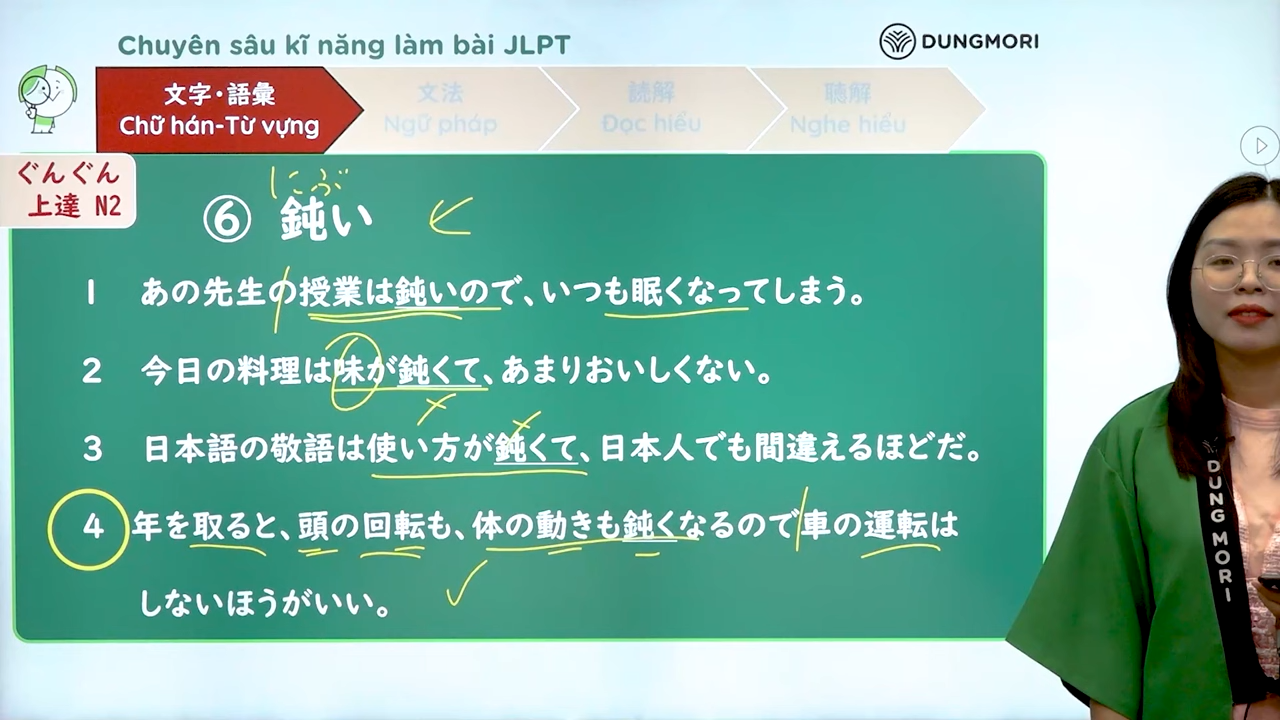 Chuyên sâu kĩ năng làm bài JLPT
DUNGMORI
文字・語彙
Chữ hán-Từ vựng
文法
Ngữ pháp
読解
Đọc hiểu
聴解
Nghe hiểu
ぐんぐん
上達 N2
にぶ
⑥ 鈍い
1 あの先生の授業は鈍いので、いつも眠くなってしまう。
2 今日の料理は味が鈍くて、あまりおいしくない。
3 日本語の敬語は使い方が鈍くて、日本人でも間違えるほどだ。
4 年を取ると、頭の回転も、体の動きも鈍くなるので車の運転は
しないほうがいい。
DUNG MORI